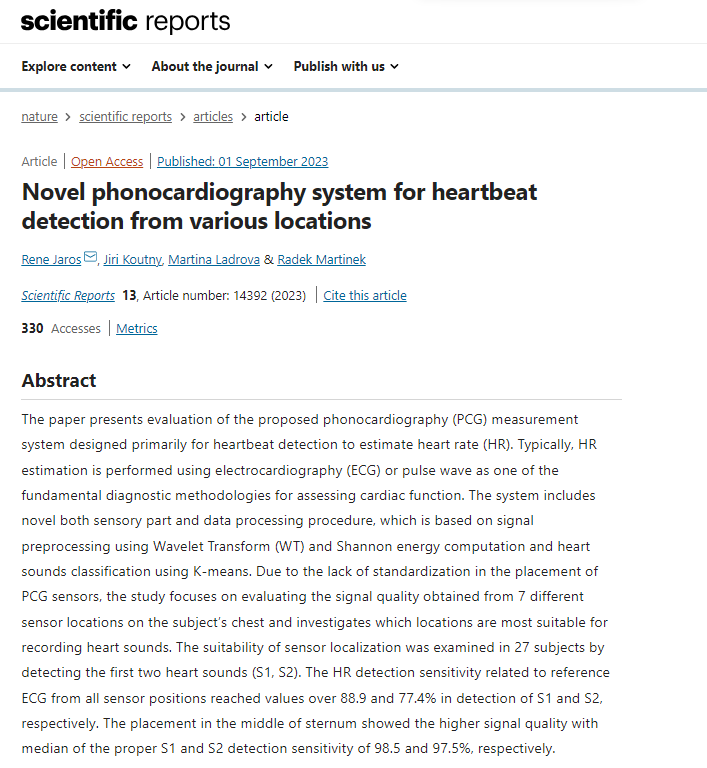 scientific reports
Explore content About the journal Publish with us
nature > scientific reports > articles > article
Article | Open Access | Published: 01 September 2023
Novel phonocardiography system for heartbeat
detection from various locations
Rene Jaros, Jiri Koutny, Martina Ladrova & Radek Martinek
Scientific Reports 13, Article number: 14392 (2023) | Cite this article
330 Accesses | Metrics
Abstract
The paper presents evaluation of the proposed phonocardiography (PCG) measurement
system designed primarily for heartbeat detection to estimate heart rate (HR). Typically, HR
estimation is performed using electrocardiography (ECG) or pulse wave as one of the
fundamental diagnostic methodologies for assessing cardiac function. The system includes
novel both sensory part and data processing procedure, which is based on signal
preprocessing using Wavelet Transform (WT) and Shannon energy computation and heart
sounds classification using K-means. Due to the lack of standardization in the placement of
PCG sensors, the study focuses on evaluating the signal quality obtained from 7 different
sensor locations on the subject's chest and investigates which locations are most suitable for
recording heart sounds. The suitability of sensor localization was examined in 27 subjects by
detecting the first two heart sounds (S1, S2). The HR detection sensitivity related to reference
ECG from all sensor positions reached values over 88.9 and 77.4% in detection of S1 and S2,
respectively. The placement in the middle of sternum showed the higher signal quality with
median of the proper S1 and S2 detection sensitivity of 98.5 and 97.5%, respectively.